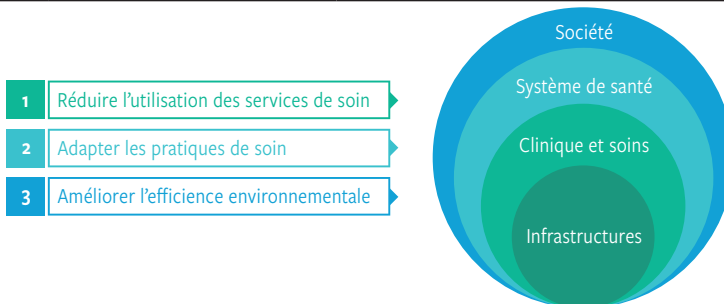 Société
Système de santé
1 Réduire l'utilisation des services de soin
Clinique et soins
2 Adapter les pratiques de soin
3 Améliorer l'efficience environnementale
Infrastructures